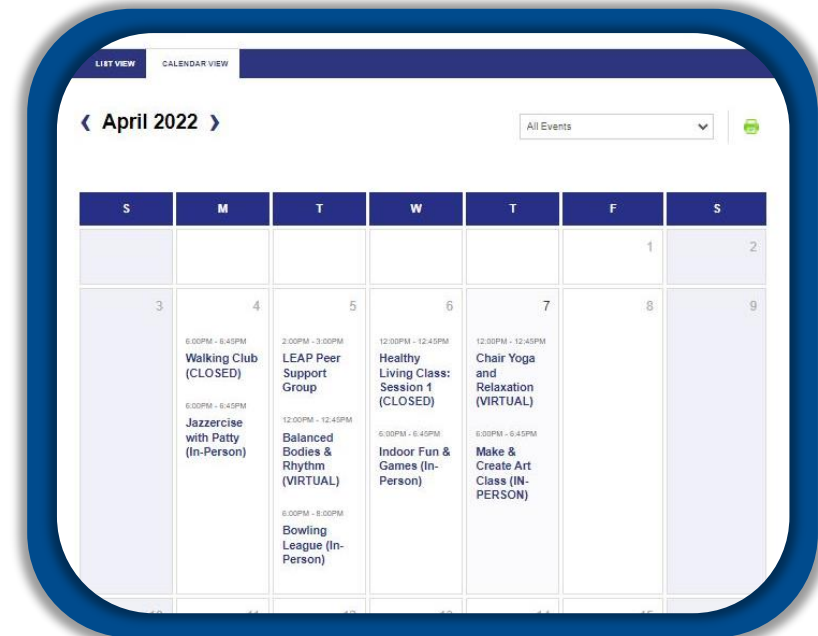 LIST VIEW
CALENDAR VIEW
❮ April 2022 ❯
All Events
S M T W T F S
1 2
3 4 5 6 7 8 9
6:00PM - 6:45PM
Walking Club
(CLOSED)
6:00PM - 6:45PM
Jazzercise
with Patty
(In-Person)
2:00PM - 3:00PM
LEAP Peer
Support
Group
12:00PM - 12:45PM
Balanced
Bodies &
Rhythm
(VIRTUAL)
6:00PM - 8:00PM
Bowling
League (In-
Person)
12:00PM - 12:45PM
Healthy
Living Class:
Session 1
(CLOSED)
6:00PM - 6:45PM
Indoor Fun &
Games (In-
Person)
12:00PM - 12:45PM
Chair Yoga
and
Relaxation
(VIRTUAL)
6:00PM - 6:45PM
Make &
Create Art
Class (IN-
PERSON)